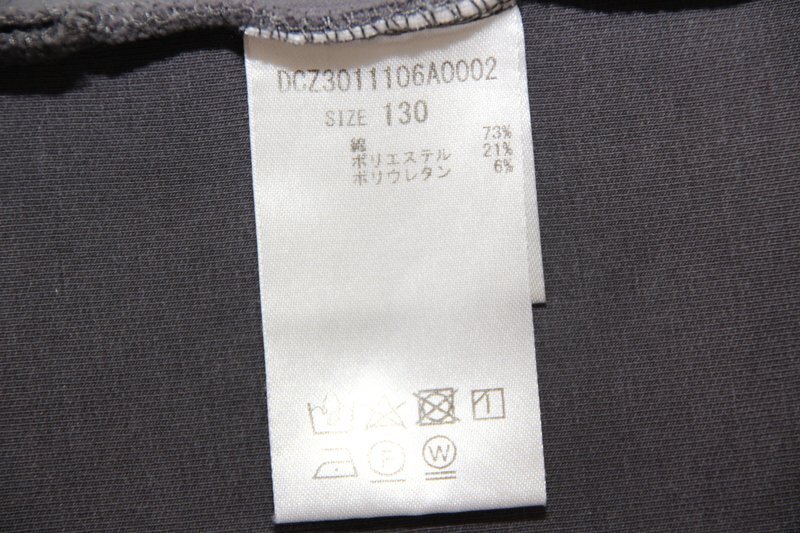 DCZ3011106A0002
SIZE 130
綿 73%
ポリエステル 21%
ポリウレタン 6%
P W